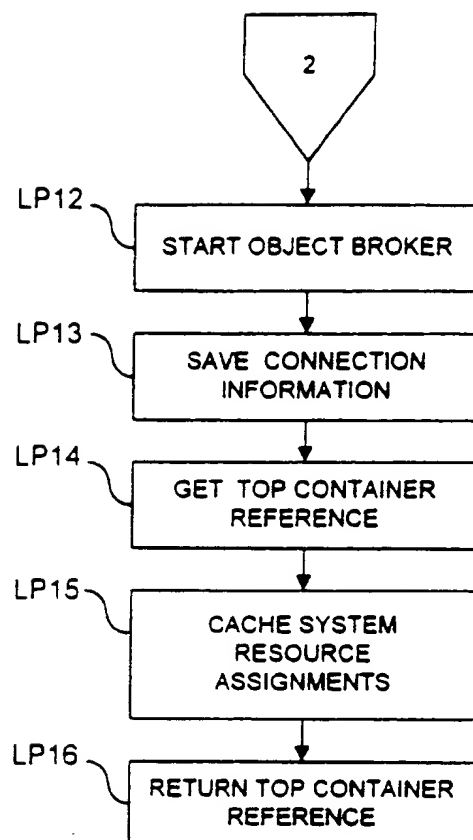 2
LP12
START OBJECT BROKER
LP13
SAVE CONNECTION
INFORMATION
LP14
GET TOP CONTAINER
REFERENCE
LP15
CACHE SYSTEM
RESOURCE
ASSIGNMENTS
LP16
RETURN TOP CONTAINER
REFERENCE